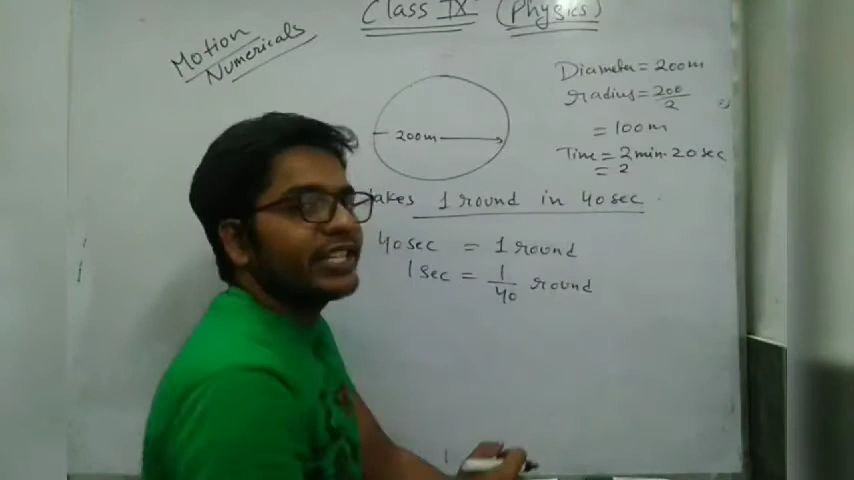 Class IX (Physics)
Motion
Numericals
200m
Diameter = 200m
radius = 200/2
= 100m
Time = 2 min. 20 sec
= 2
takes 1 round in 40 sec.
40 sec = 1 round
1 sec = 1/40 round